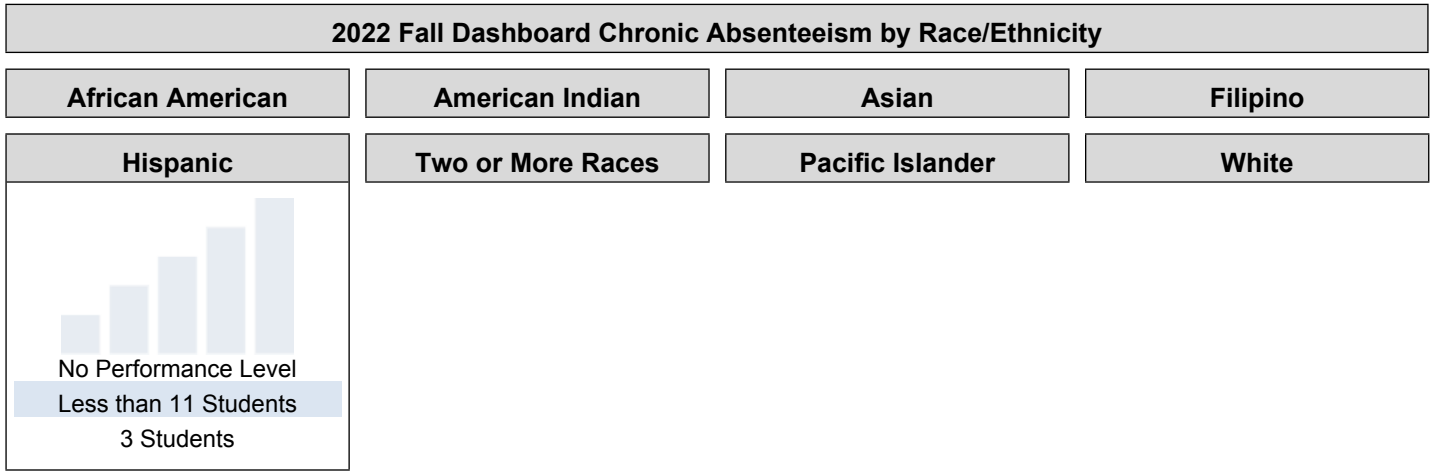 2022 Fall Dashboard Chronic Absenteeism by Race/Ethnicity
African American
American Indian
Asian
Filipino
Hispanic
Two or More Races
Pacific Islander
White
No Performance Level
Less than 11 Students
3 Students